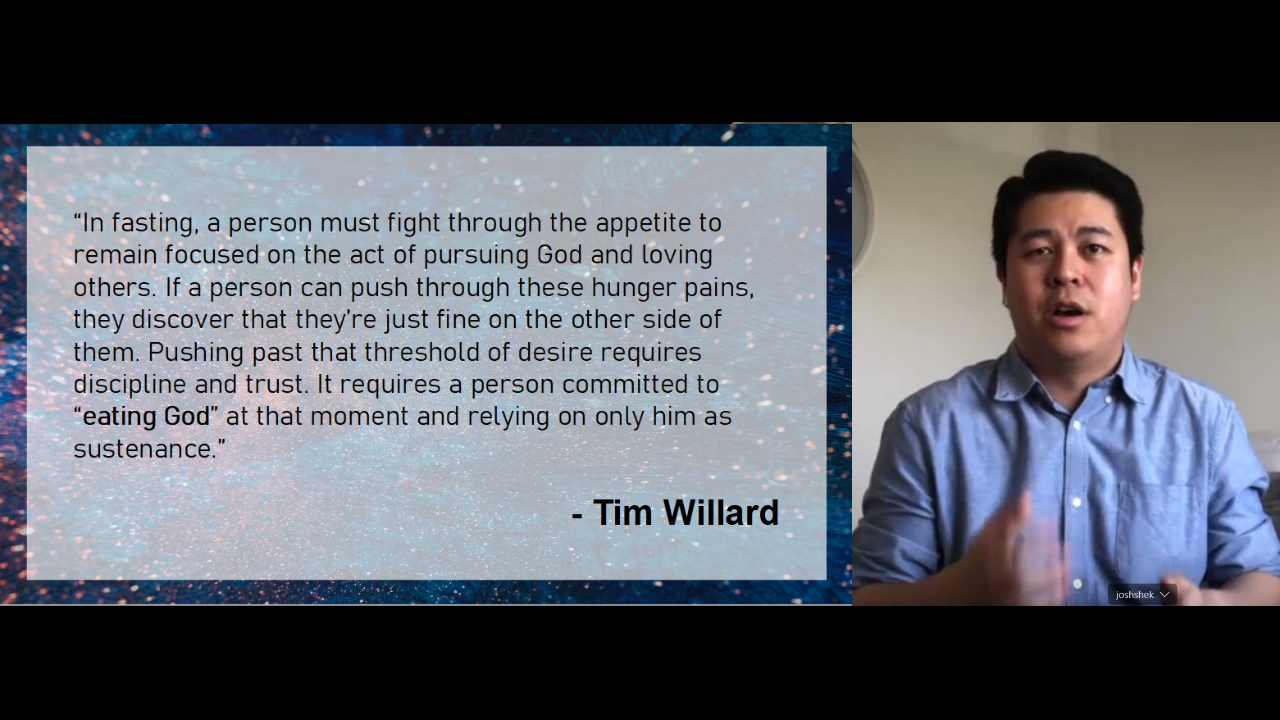 “In fasting, a person must fight through the appetite to
remain focused on the act of pursuing God and loving
others. If a person can push through these hunger pains,
they discover that they’re just fine on the other side of
them. Pushing past that threshold of desire requires
discipline and trust. It requires a person committed to
“eating God” at that moment and relying on only him as
sustenance.”
- Tim Willard
joshshek